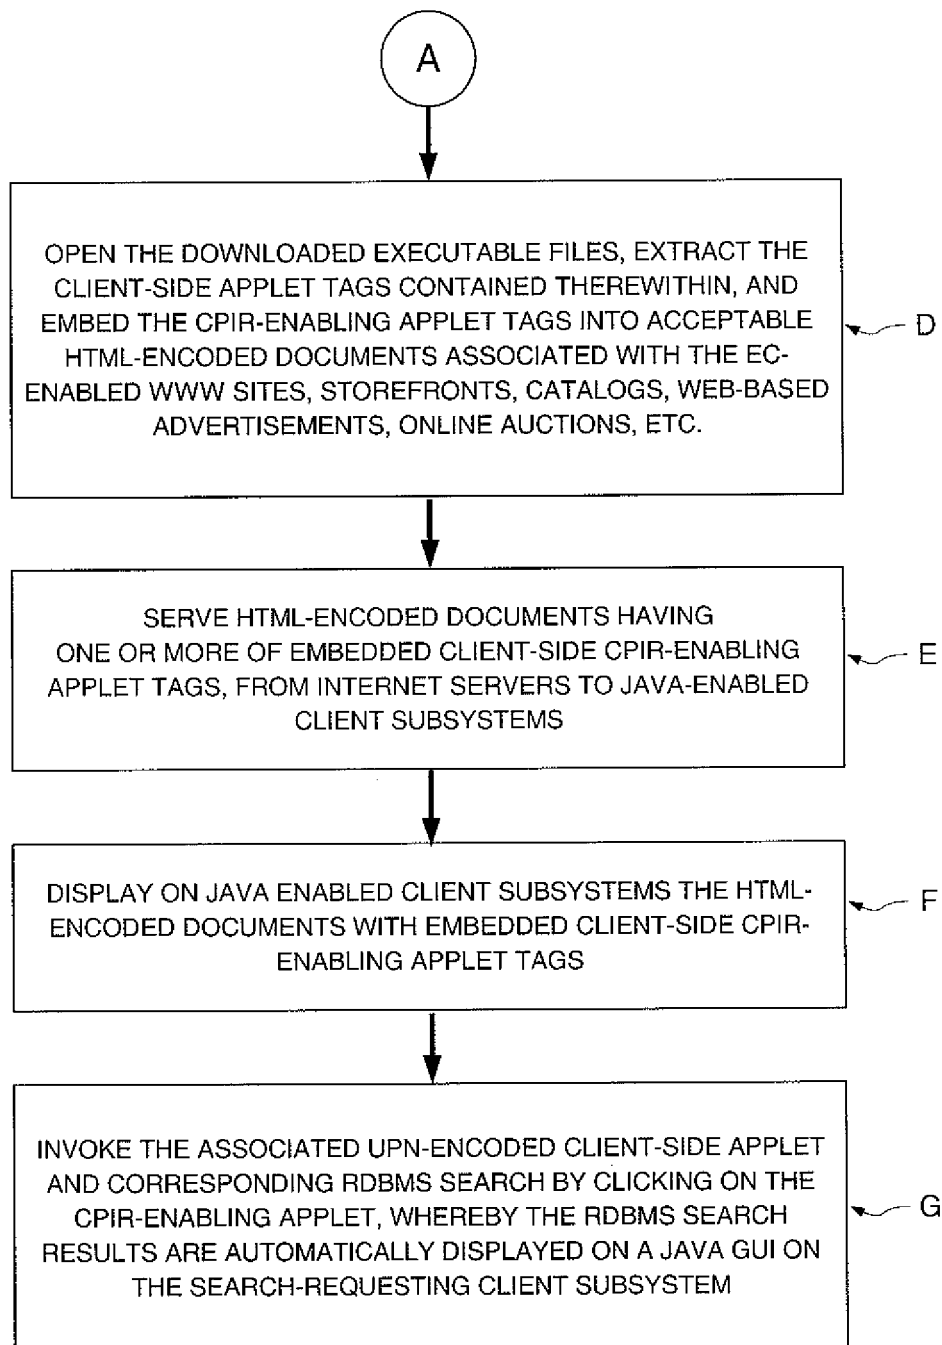 A
OPEN THE DOWNLOADED EXECUTABLE FILES, EXTRACT THE
CLIENT-SIDE APPLET TAGS CONTAINED THEREWITHIN, AND
EMBED THE CPIR-ENABLING APPLET TAGS INTO ACCEPTABLE
HTML-ENCODED DOCUMENTS ASSOCIATED WITH THE EC-
ENABLED WWW SITES, STOREFRONTS, CATALOGS, WEB-BASED
ADVERTISEMENTS, ONLINE AUCTIONS, ETC.
D
SERVE HTML-ENCODED DOCUMENTS HAVING
ONE OR MORE OF EMBEDDED CLIENT-SIDE CPIR-ENABLING
APPLET TAGS, FROM INTERNET SERVERS TO JAVA-ENABLED
CLIENT SUBSYSTEMS
E
DISPLAY ON JAVA ENABLED CLIENT SUBSYSTEMS THE HTML-
ENCODED DOCUMENTS WITH EMBEDDED CLIENT-SIDE CPIR-
ENABLING APPLET TAGS
F
INVOKE THE ASSOCIATED UPN-ENCODED CLIENT-SIDE APPLET
AND CORRESPONDING RDBMS SEARCH BY CLICKING ON THE
CPIR-ENABLING APPLET, WHEREBY THE RDBMS SEARCH
RESULTS ARE AUTOMATICALLY DISPLAYED ON A JAVA GUI ON
THE SEARCH-REQUESTING CLIENT SUBSYSTEM
G